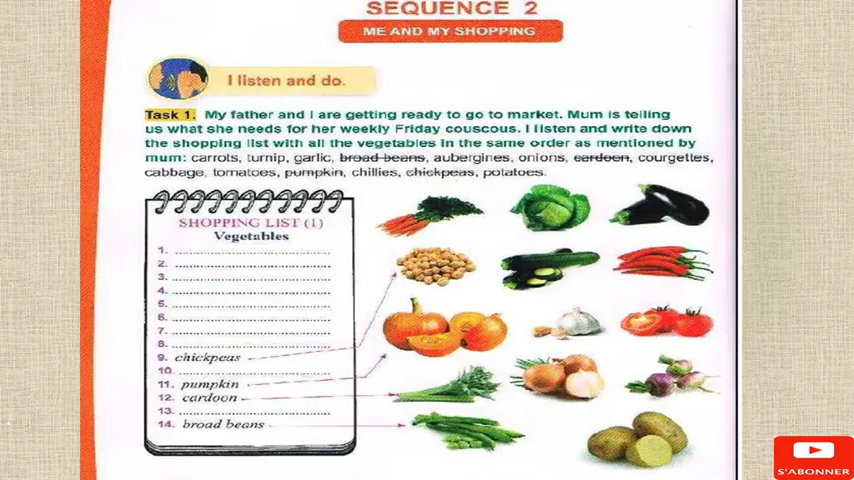 SEQUENCE 2
ME AND MY SHOPPING
I listen and do.
Task 1. My father and I are getting ready to go to market. Mum is telling
us what she needs for her weekly Friday couscous. I listen and write down
the shopping list with all the vegetables in the same order as mentioned by
mum: carrots, turnip, garlic, broad beans, aubergines, onions, cardoon, courgettes,
cabbage, tomatoes, pumpkin, chillies, chickpeas, potatoes.
SHOPPING LIST (1)
Vegetables
1. ...............................
2. ...............................
3. ...............................
4. ...............................
5. ...............................
6. ...............................
7. ...............................
8. ...............................
9. chickpeas
10. ...............................
11. pumpkin
12. cardoon
13. ...............................
14. broad beans
S'ABONNER